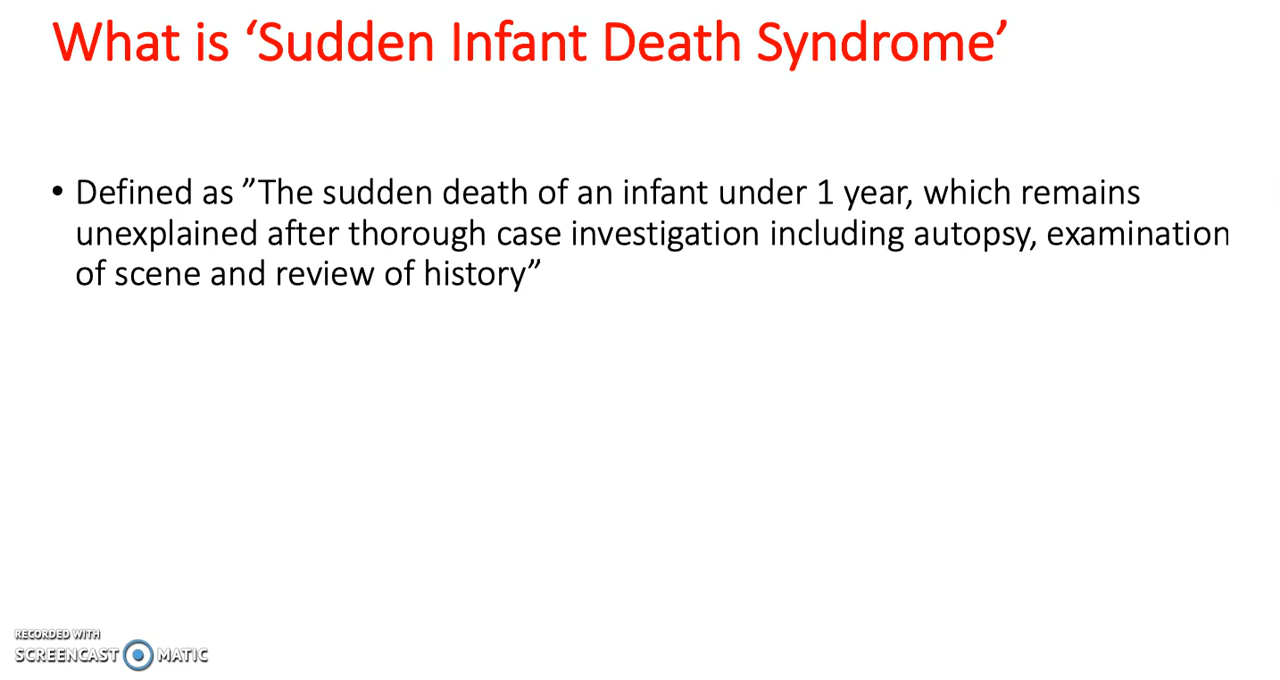 What is ‘Sudden Infant Death Syndrome’
• Defined as ”The sudden death of an infant under 1 year, which remains
unexplained after thorough case investigation including autopsy, examination
of scene and review of history”
RECORDED WITH
SCREENCAST MATIC